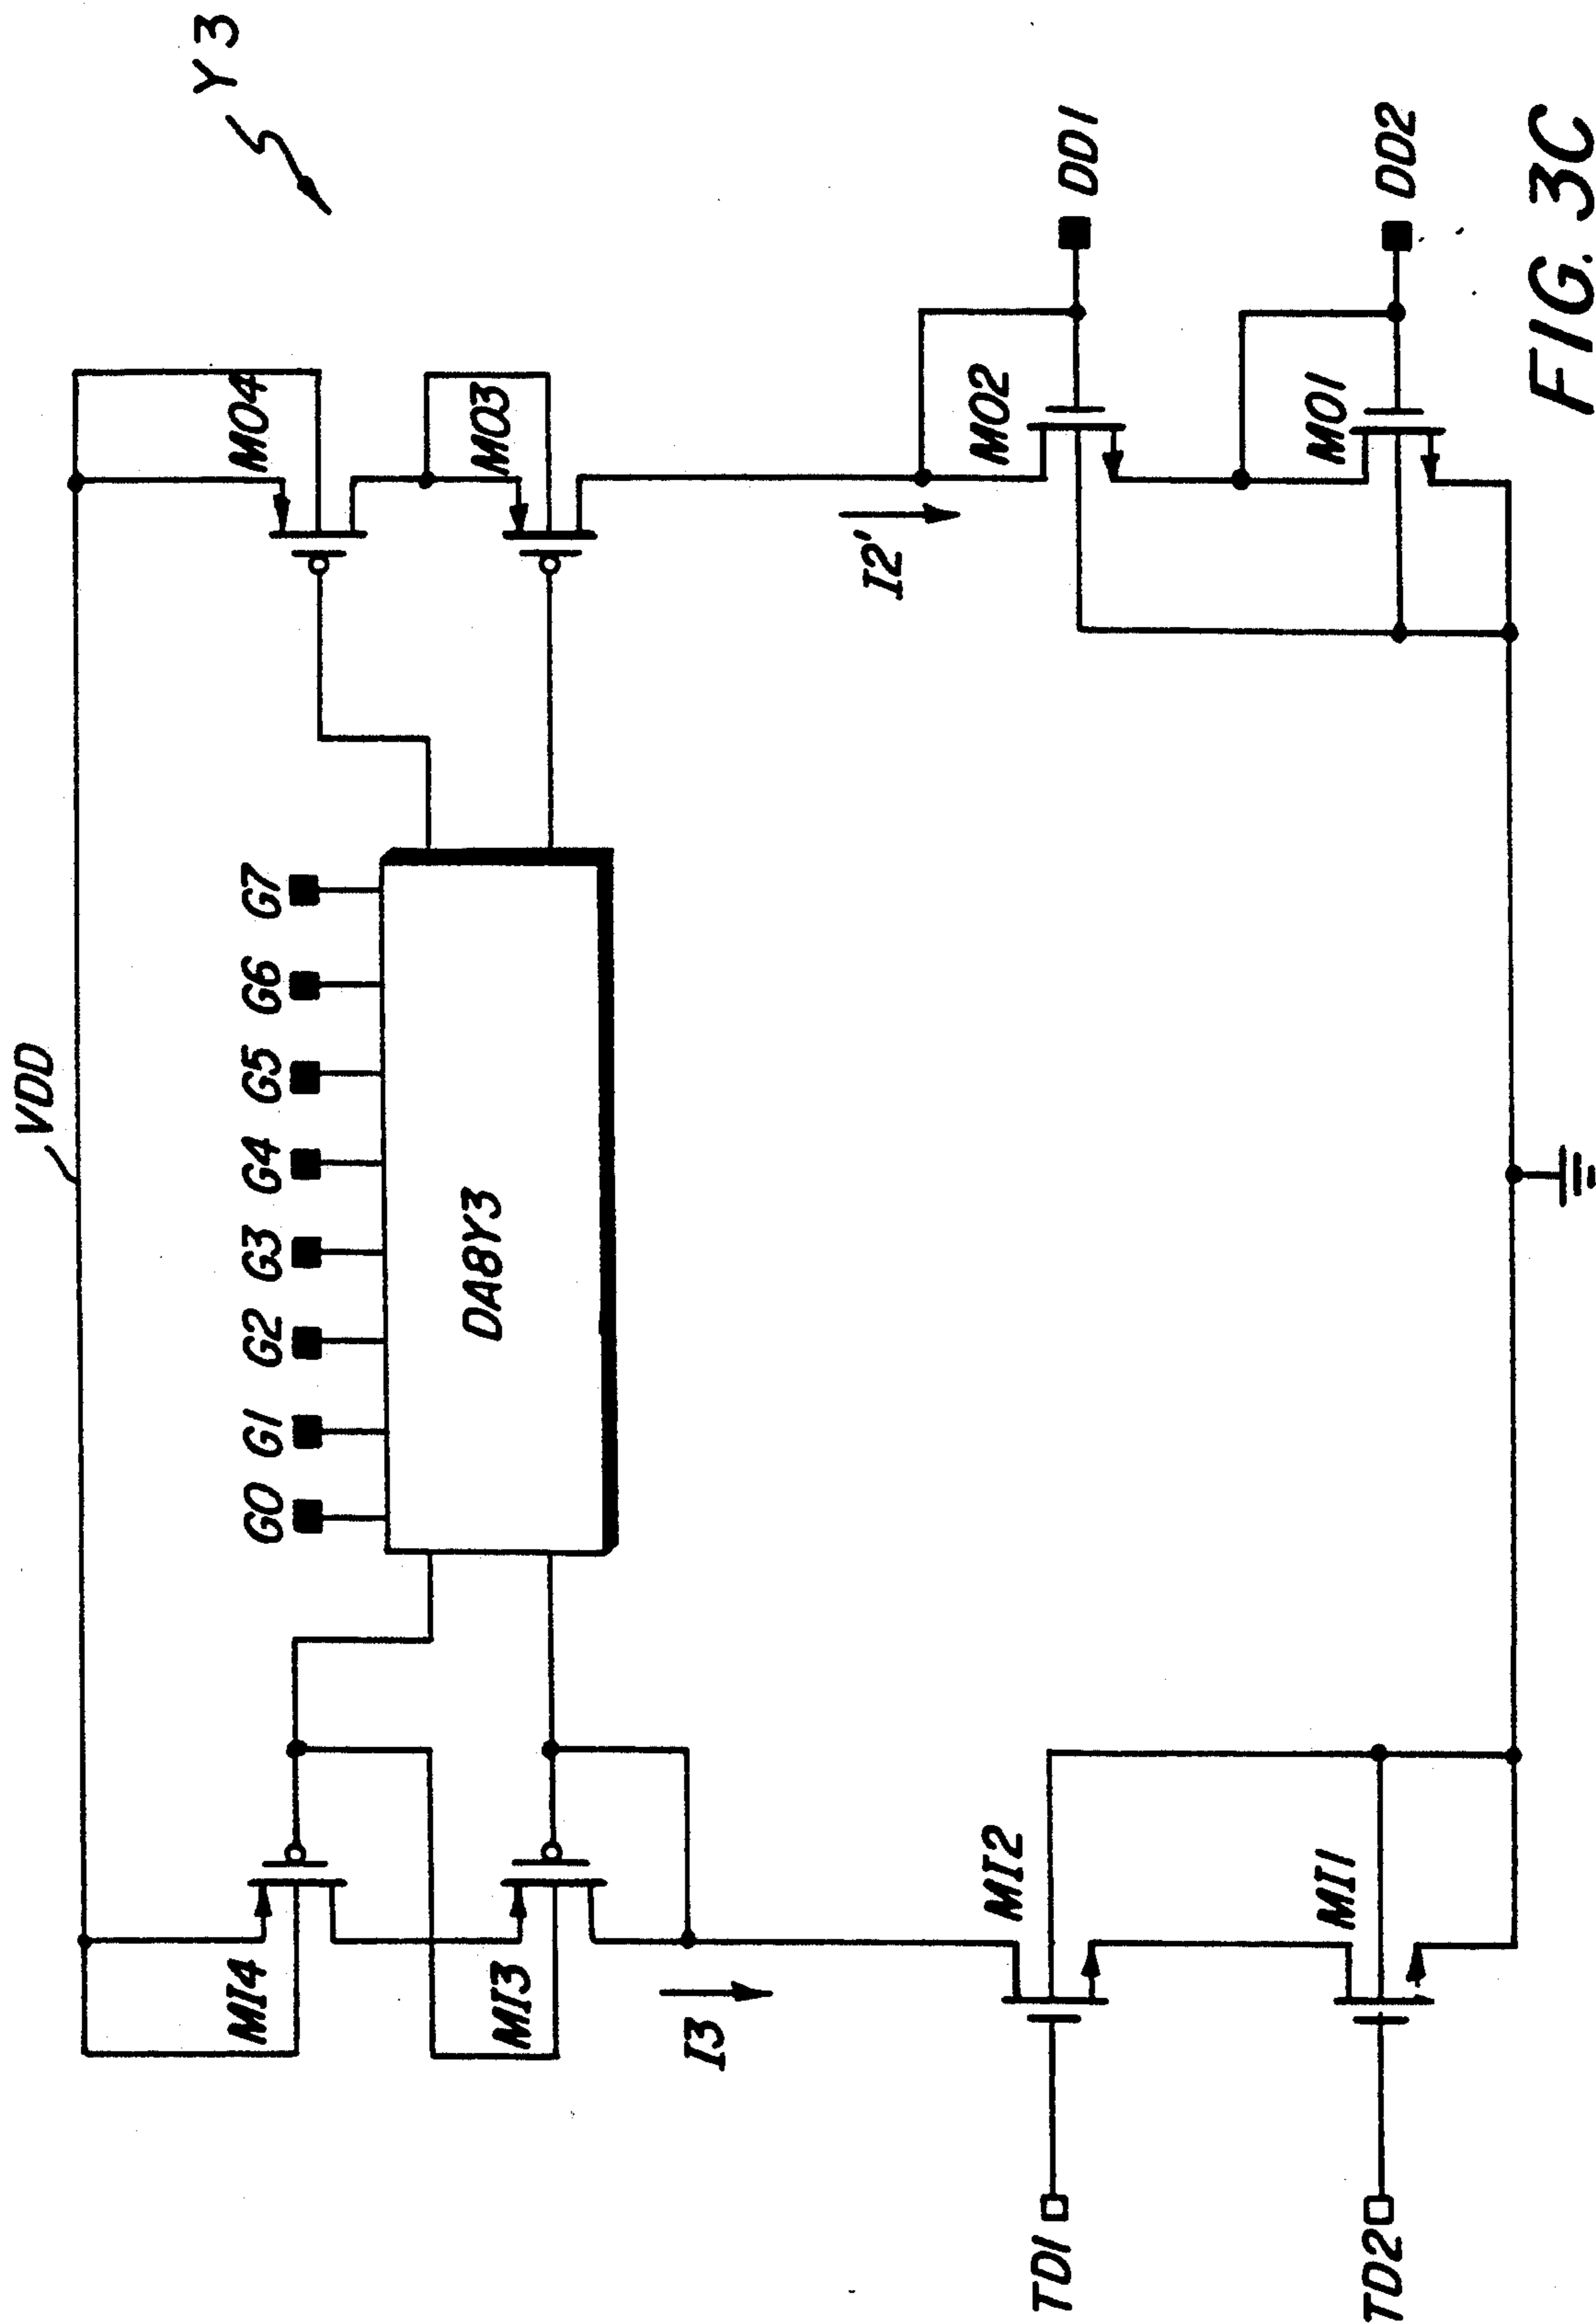 Y3
VDD
G0 G1 G2 G3 G4 G5 G6 G7
DA8Y3
MI4
MO4
MI3
MO3
I3
I2'
MI2
MO2
TD1
DD1
MI1
MO1
TD2
DD2
FIG. 3C